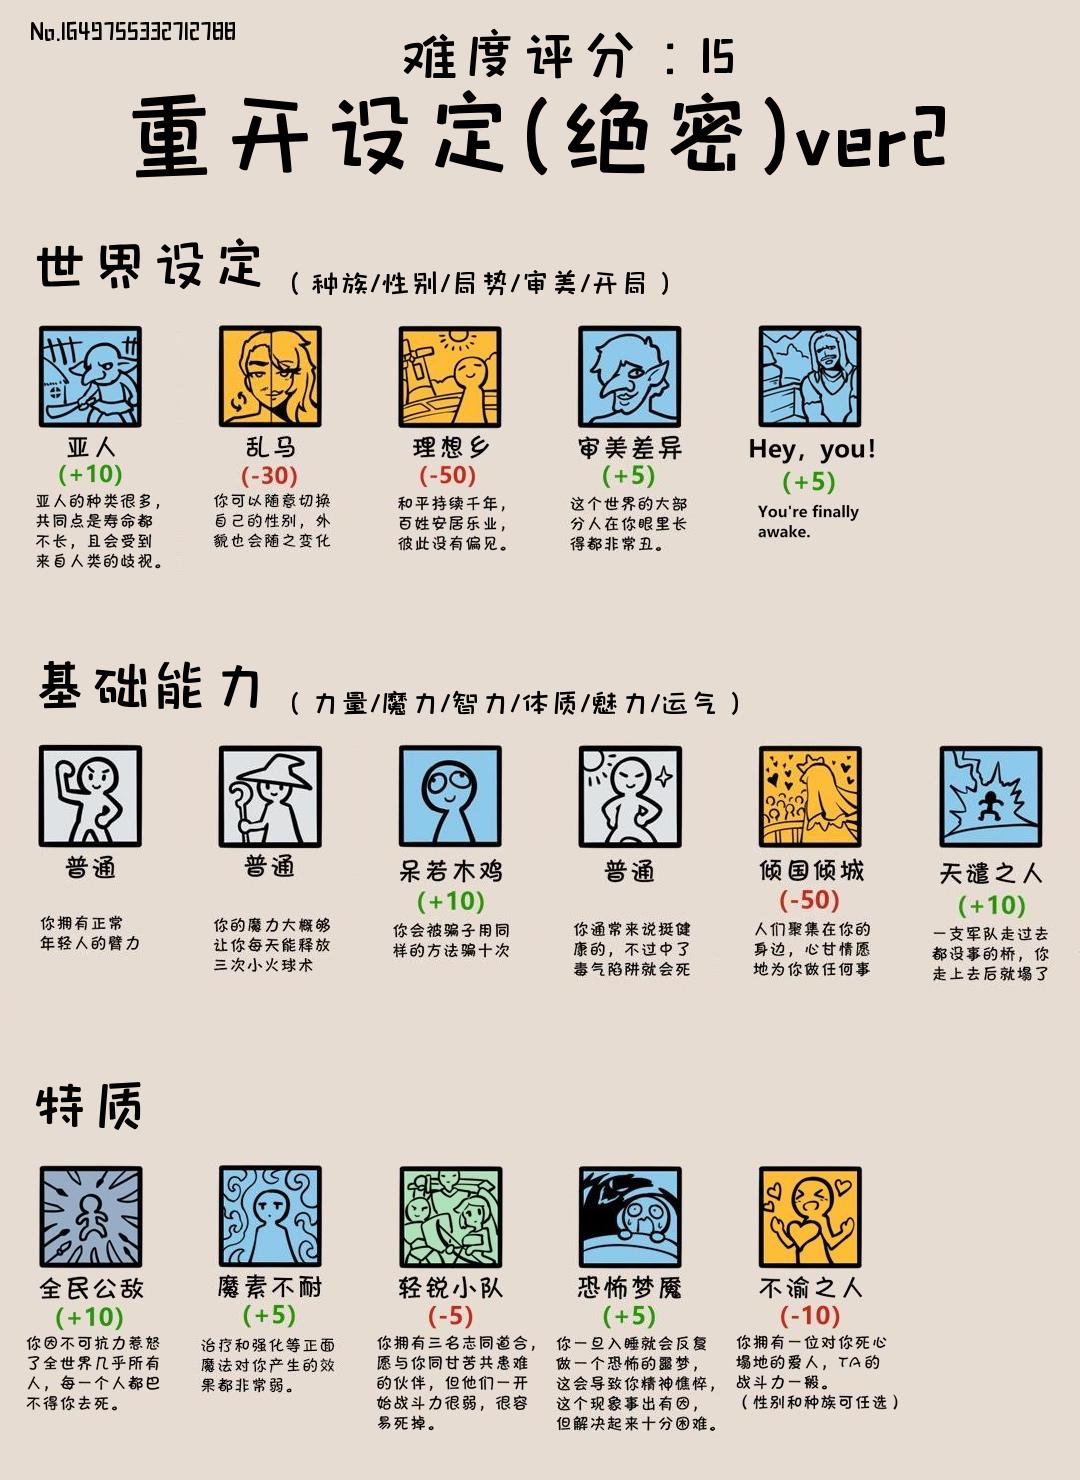 No.1649755332712788
难度评分：15
重开设定(绝密)ver2
世界设定（种族/性别/局势/审美/开局）
亚人
(+10)
亚人的种类很多，
共同点是寿命都
不长，且会受到
来自人类的歧视。
乱马
(-30)
你可以随意切换
自己的性别，外
貌也会随之变化
理想乡
(-50)
和平持续千年，
百姓安居乐业，
彼此没有偏见。
审美差异
(+5)
这个世界的大部
分人在你眼里长
得都非常丑。
Hey, you!
(+5)
You're finally
awake.
基础能力（力量/魔力/智力/体质/魅力/运气）
普通
你拥有正常
年轻人的臂力
普通
你的魔力大概够
让你每天能释放
三次小火球术
呆若木鸡
(+10)
你会被骗子用同
样的方法骗十次
普通
你通常来说挺健
康的，不过中了
毒气陷阱就会死
倾国倾城
(-50)
人们聚集在你的
身边，心甘情愿
地为你做任何事
天谴之人
(+10)
一支军队走过去
都没事的桥，你
走上去后就塌了
特质
全民公敌
(+10)
你因不可抗力惹怒
了全世界几乎所有
人，每一个人都巴
不得你去死。
魔素不耐
(+5)
治疗和强化等正面
魔法对你产生的效
果都非常弱。
轻锐小队
(-5)
你拥有三名志同道合，
愿与你同甘苦共患难
的伙伴，但他们一开
始战斗力很弱，很容
易死掉。
恐怖梦魇
(+5)
你一旦入睡就会反复
做一个恐怖的噩梦，
这会导致你精神憔悴，
这个现象事出有因，
但解决起来十分困难。
不渝之人
(-10)
你拥有一位对你死心
塌地的爱人，TA的
战斗力一般。
（性别和种族可任选）